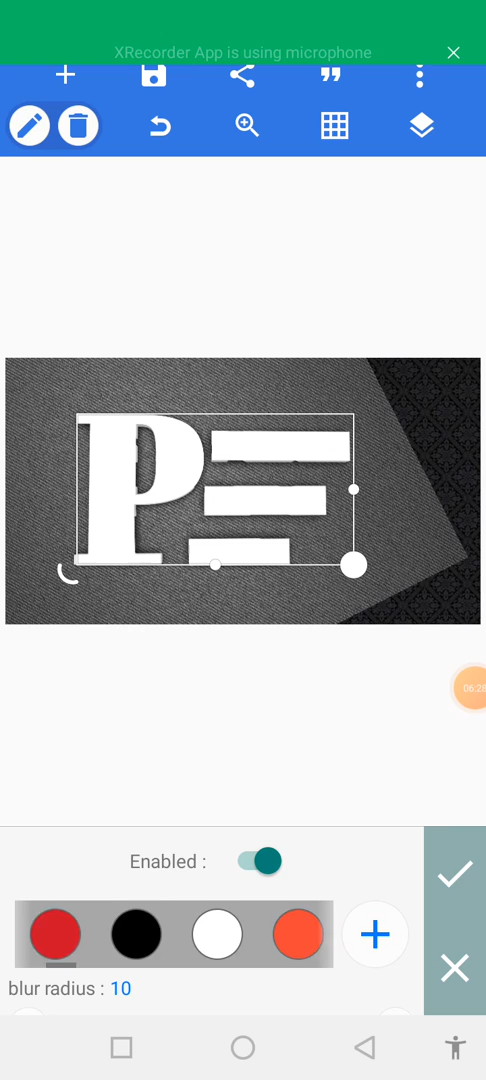 XRecorder App is using microphone
P
06:28
Enabled :
blur radius : 10